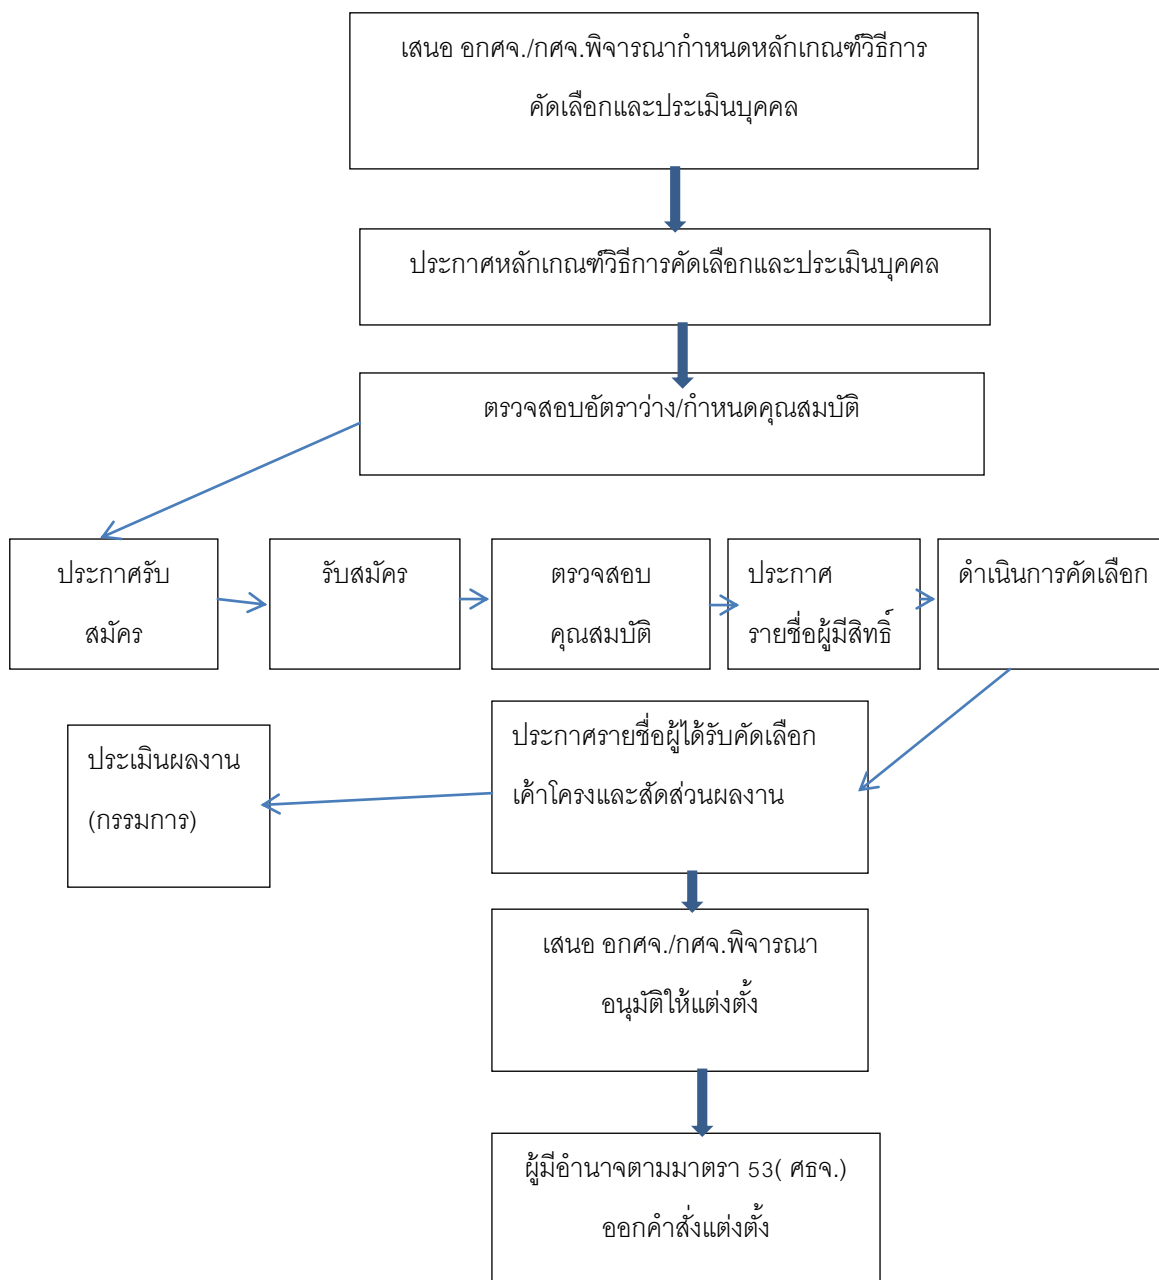 เสนอ อกศจ./กศจ.พิจารณากำหนดหลักเกณฑ์วิธีการ
คัดเลือกและประเมินบุคคล
ประกาศหลักเกณฑ์วิธีการคัดเลือกและประเมินบุคคล
ตรวจสอบอัตราว่าง/กำหนดคุณสมบัติ
ประกาศรับ
สมัคร
รับสมัคร
ตรวจสอบ
คุณสมบัติ
ประกาศ
รายชื่อผู้มีสิทธิ์
ดำเนินการคัดเลือก
ประกาศรายชื่อผู้ได้รับคัดเลือก
เค้าโครงและสัดส่วนผลงาน
ประเมินผลงาน
(กรรมการ)
เสนอ อกศจ./กศจ.พิจารณา
อนุมัติให้แต่งตั้ง
ผู้มีอำนาจตามมาตรา 53( ศธจ.)
ออกคำสั่งแต่งตั้ง